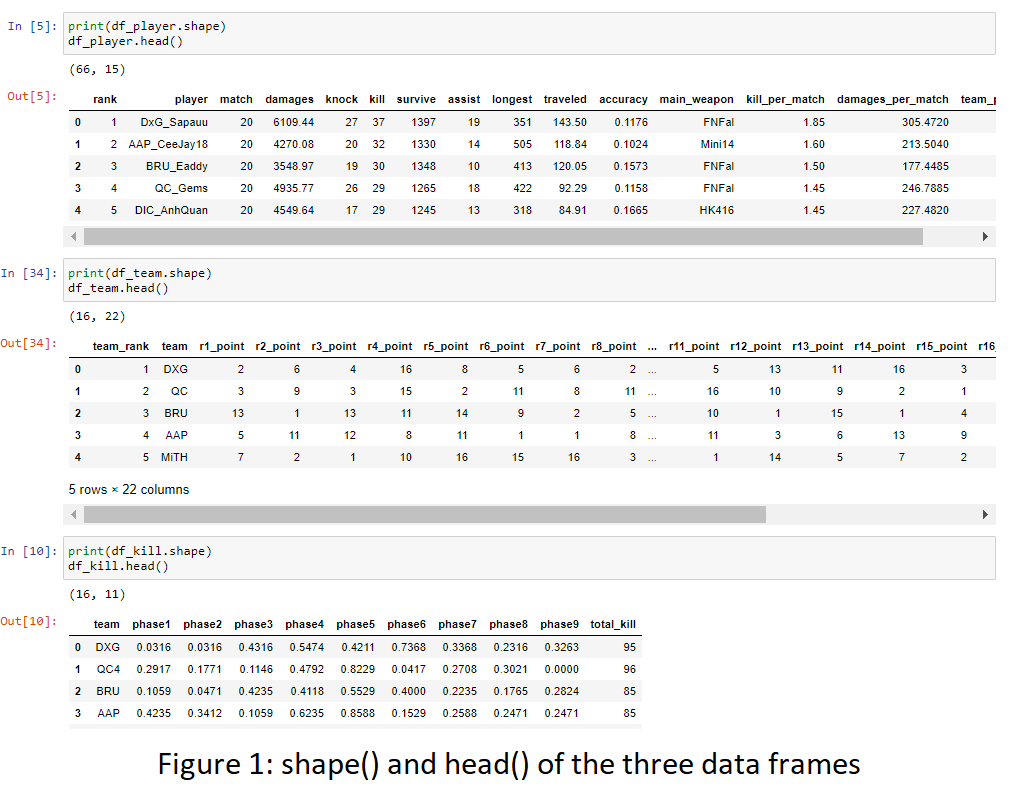 In [5]: print(df_player.shape)
df_player.head()
(66, 15)
Out[5]:
rank player match damages knock kill survive assist longest traveled accuracy main_weapon kill_per_match damages_per_match team_p
0 1 DxG_Sapauu 20 6109.44 27 37 1397 19 351 143.50 0.1176 FNFal 1.85 305.4720
1 2 AAP_CeeJay18 20 4270.08 20 32 1330 14 505 118.84 0.1024 Mini14 1.60 213.5040
2 3 BRU_Eaddy 20 3548.97 19 30 1348 10 413 120.05 0.1573 FNFal 1.50 177.4485
3 4 QC_Gems 20 4935.77 26 29 1265 18 422 92.29 0.1158 FNFal 1.45 246.7885
4 5 DIC_AnhQuan 20 4549.64 17 29 1245 13 318 84.91 0.1665 HK416 1.45 227.4820
In [34]: print(df_team.shape)
df_team.head()
(16, 22)
Out[34]:
team_rank team r1_point r2_point r3_point r4_point r5_point r6_point r7_point r8_point ... r11_point r12_point r13_point r14_point r15_point r16_
0 1 DXG 2 6 4 16 8 5 6 2 ... 5 13 11 16 3
1 2 QC 3 9 3 15 2 11 8 11 ... 16 10 9 2 1
2 3 BRU 13 1 13 11 14 9 2 5 ... 10 1 15 1 4
3 4 AAP 5 11 12 8 11 1 1 8 ... 11 3 6 13 9
4 5 MiTH 7 2 1 10 16 15 16 3 ... 1 14 5 7 2
5 rows × 22 columns
In [10]: print(df_kill.shape)
df_kill.head()
(16, 11)
Out[10]:
team phase1 phase2 phase3 phase4 phase5 phase6 phase7 phase8 phase9 total_kill
0 DXG 0.0316 0.0316 0.4316 0.5474 0.4211 0.7368 0.3368 0.2316 0.3263 95
1 QC4 0.2917 0.1771 0.1146 0.4792 0.8229 0.0417 0.2708 0.3021 0.0000 96
2 BRU 0.1059 0.0471 0.4235 0.4118 0.5529 0.4000 0.2235 0.1765 0.2824 85
3 AAP 0.4235 0.3412 0.1059 0.6235 0.8588 0.1529 0.2588 0.2471 0.2471 85
Figure 1: shape() and head() of the three data frames